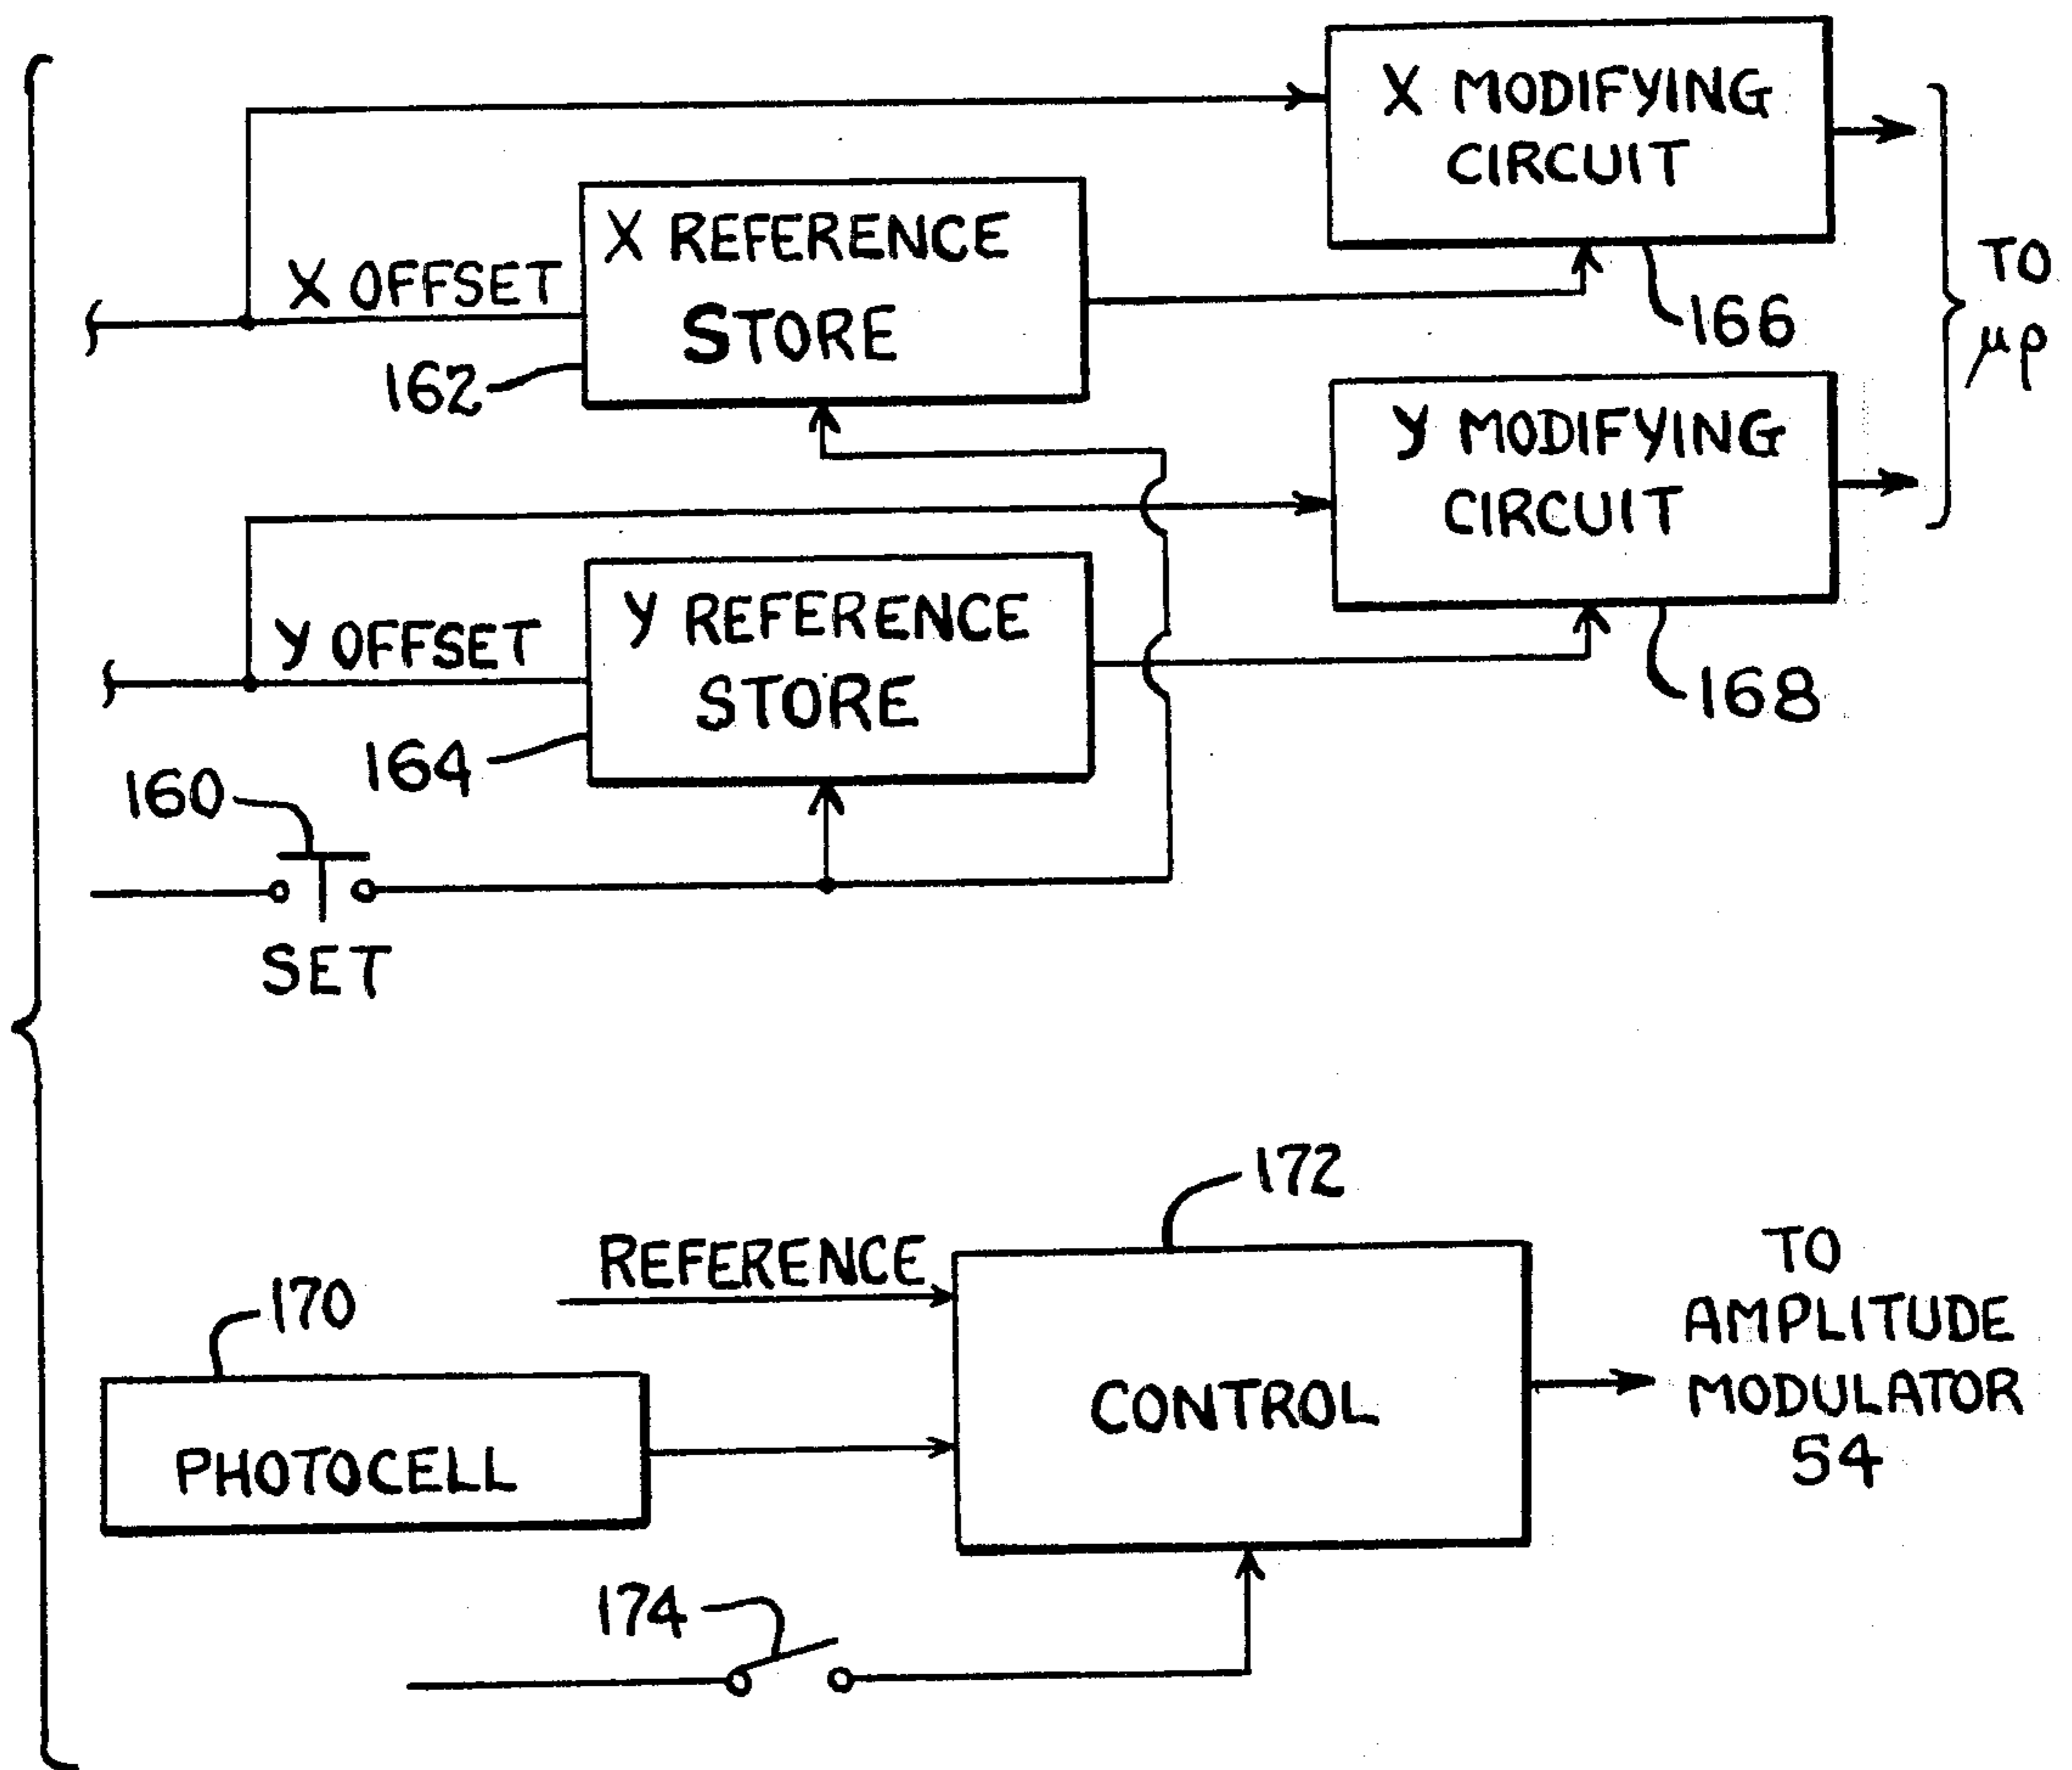 X MODIFYING
CIRCUIT
X REFERENCE
STORE
X OFFSET
162
166
TO
μp
Y MODIFYING
CIRCUIT
Y REFERENCE
STORE
Y OFFSET
164
168
160
SET
172
REFERENCE
170
PHOTOCELL
CONTROL
TO
AMPLITUDE
MODULATOR
54
174